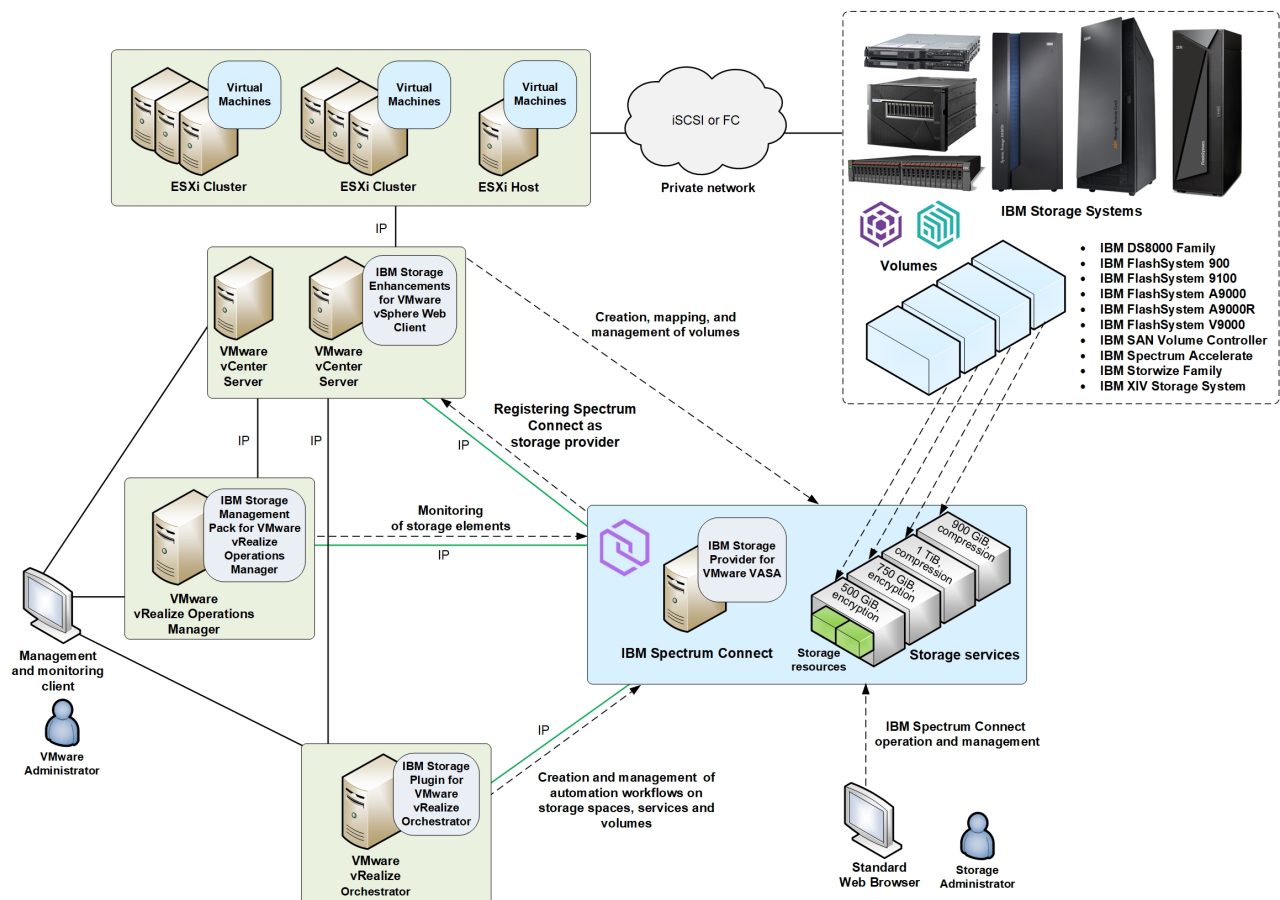 Virtual
Machines
Virtual
Machines
Virtual
Machines
ESXi Cluster
ESXi Cluster
ESXi Host
iSCSI or FC
Private network
IBM Storage Systems
Volumes
• IBM DS8000 Family
• IBM FlashSystem 900
• IBM FlashSystem 9100
• IBM FlashSystem A9000
• IBM FlashSystem A9000R
• IBM FlashSystem V9000
• IBM SAN Volume Controller
• IBM Spectrum Accelerate
• IBM Storwize Family
• IBM XIV Storage System
IP
IBM Storage
Enhancements
for VMware
vSphere Web
Client
VMware
vCenter
Server
VMware
vCenter
Server
Creation, mapping, and
management of volumes
Registering Spectrum
Connect as
storage provider
IP
IP
IP
IBM Storage
Management
Pack for VMware
vRealize
Operations
Manager
VMware
vRealize Operations
Manager
Monitoring
of storage elements
IP
IBM Storage
Provider for
VMware VASA
IBM Spectrum Connect
900 GiB,
compression
1 TiB,
compression
750 GiB,
encryption
500 GiB,
encryption
Storage
resources
Storage services
Management
and monitoring
client
VMware
Administrator
IP
IBM Storage
Plugin for
VMware
vRealize
Orchestrator
VMware
vRealize
Orchestrator
Creation and management of
automation workflows on
storage spaces, services and
volumes
IBM Spectrum Connect
operation and management
Standard
Web Browser
Storage
Administrator